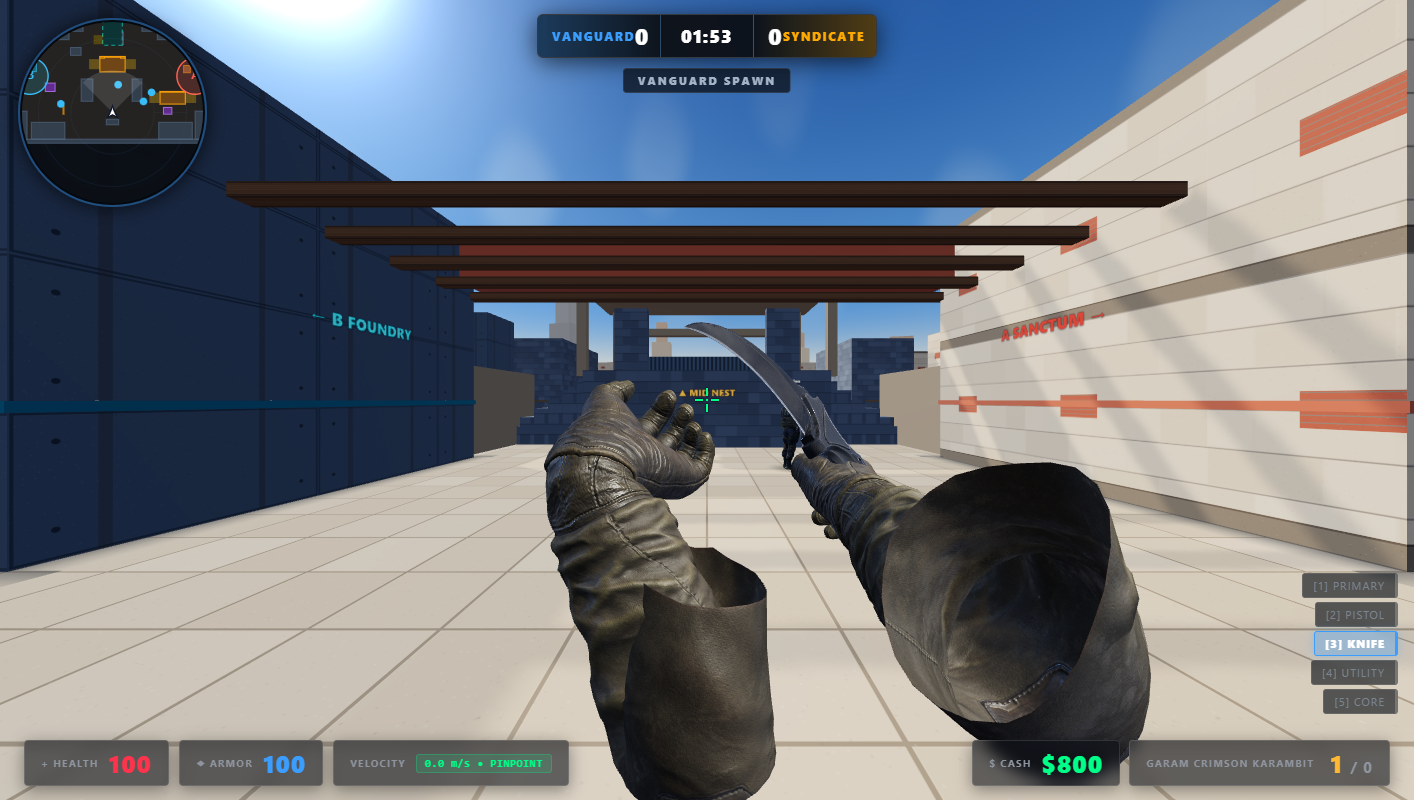 VANGUARD 0 01:53 0 SYNDICATE
VANGUARD SPAWN
← B FOUNDRY
A SANCTUM →
▲ MID NEST
[1] PRIMARY
[2] PISTOL
[3] KNIFE
[4] UTILITY
[5] CORE
+ HEALTH 100
◆ ARMOR 100
VELOCITY 0.0 m/s • PINPOINT
$ CASH $800
GARAM CRIMSON KARAMBIT 1 / 0